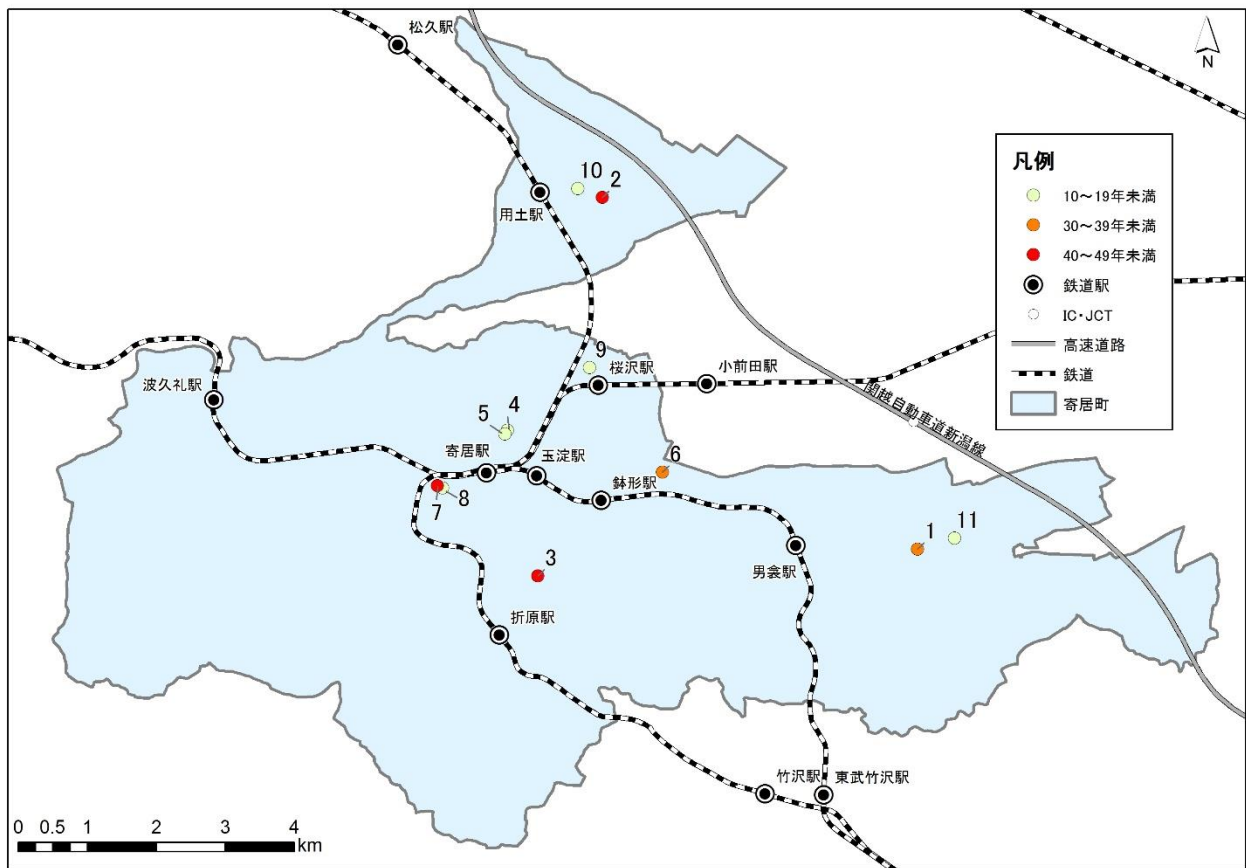 松久駅
N
凡例
10～19年未満
30～39年未満
40～49年未満
鉄道駅
IC・JCT
高速道路
鉄道
寄居町
10
2
用土駅
9
桜沢駅
小前田駅
関越自動車道新潟線
波久礼駅
5
4
寄居駅
玉淀駅
6
鉢形駅
7
8
1
11
男衾駅
3
折原駅
竹沢駅
東武竹沢駅
0 0.5 1 2 3 4
km